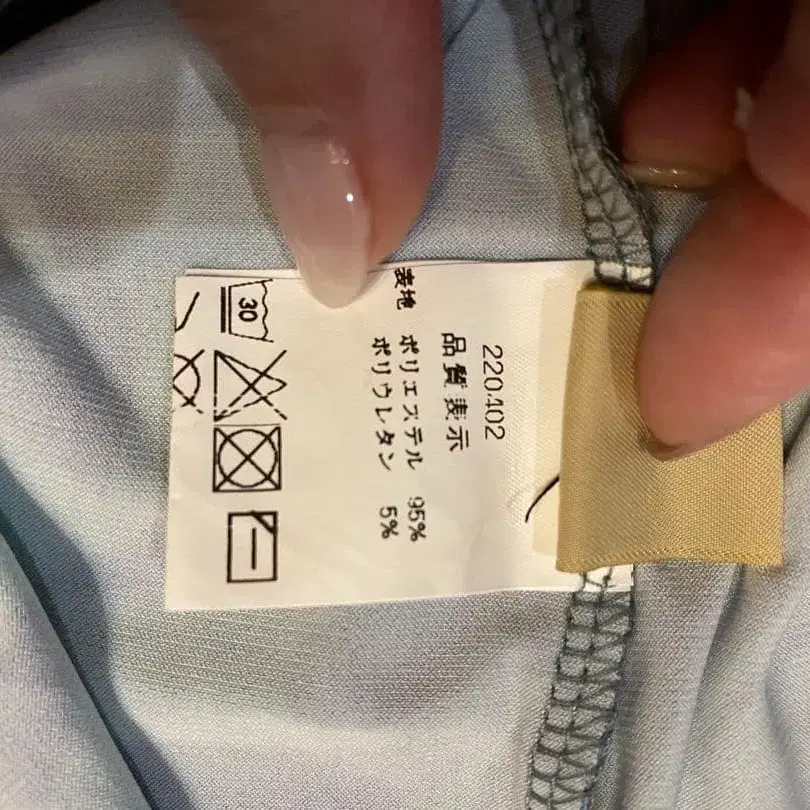 220402
品質表示
表地
ポリエステル 95%
ポリウレタン 5%
30